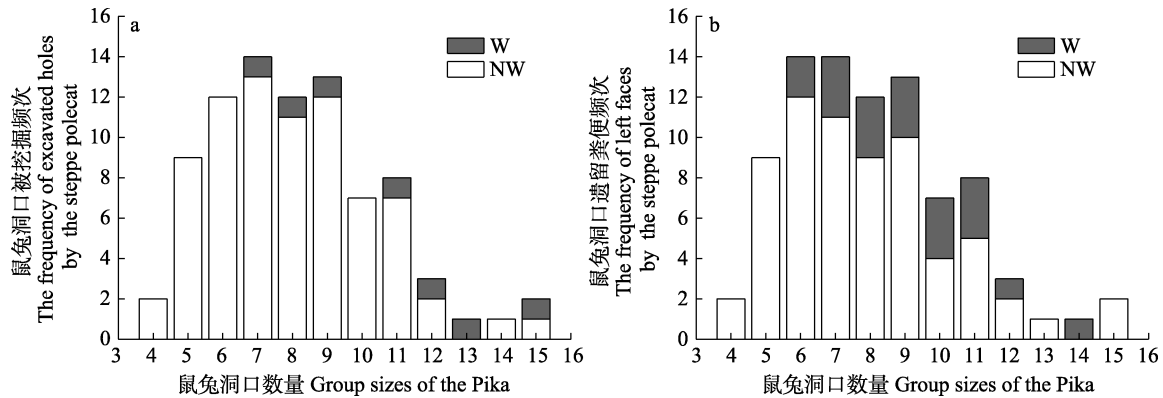 a
16
14
12
10
8
6
4
2
0
鼠兔洞口被挖掘频次
The frequency of excavated holes
by the steppe polecat
W
NW
3 4 5 6 7 8 9 10 11 12 13 14 15 16
鼠兔洞口数量 Group sizes of the Pika
b
16
14
12
10
8
6
4
2
0
鼠兔洞口遗留粪便频次
The frequency of left faces
by the steppe polecat
W
NW
3 4 5 6 7 8 9 10 11 12 13 14 15 16
鼠兔洞口数量 Group sizes of the Pika